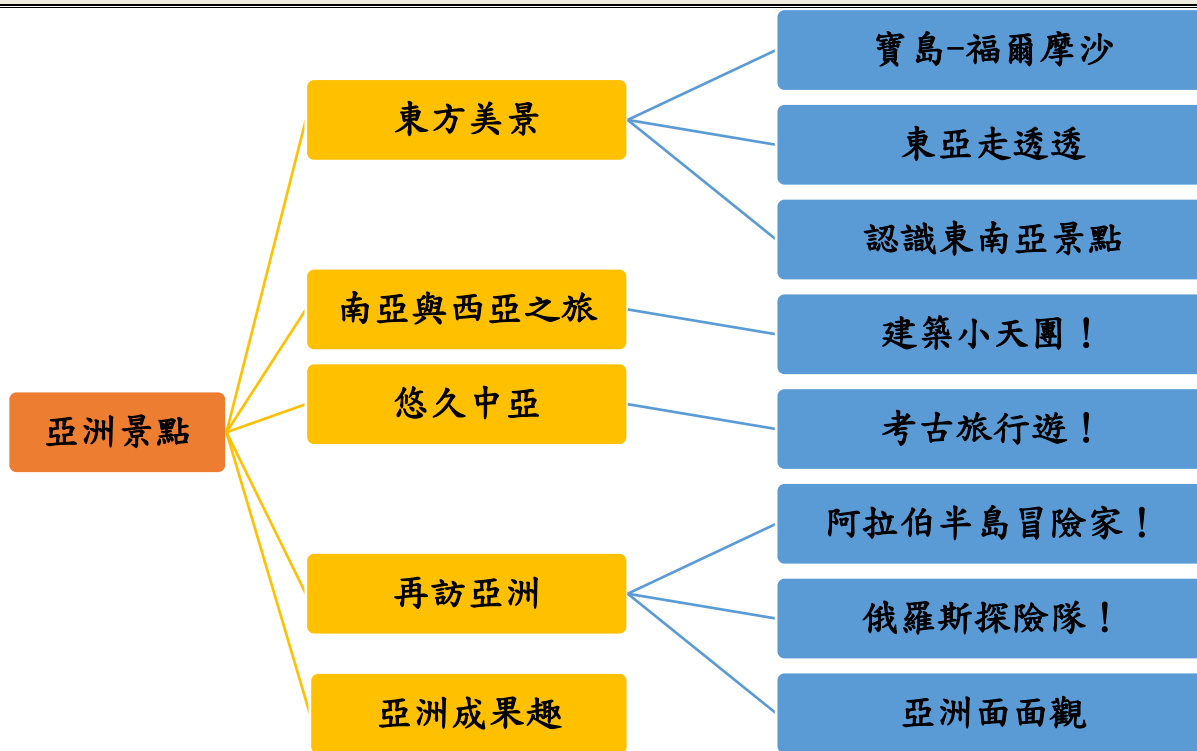 亞洲景點
東方美景
寶島-福爾摩沙
東亞走透透
認識東南亞景點
南亞與西亞之旅
建築小天團！
悠久中亞
考古旅行遊！
再訪亞洲
阿拉伯半島冒險家！
俄羅斯探險隊！
亞洲面面觀
亞洲成果趣